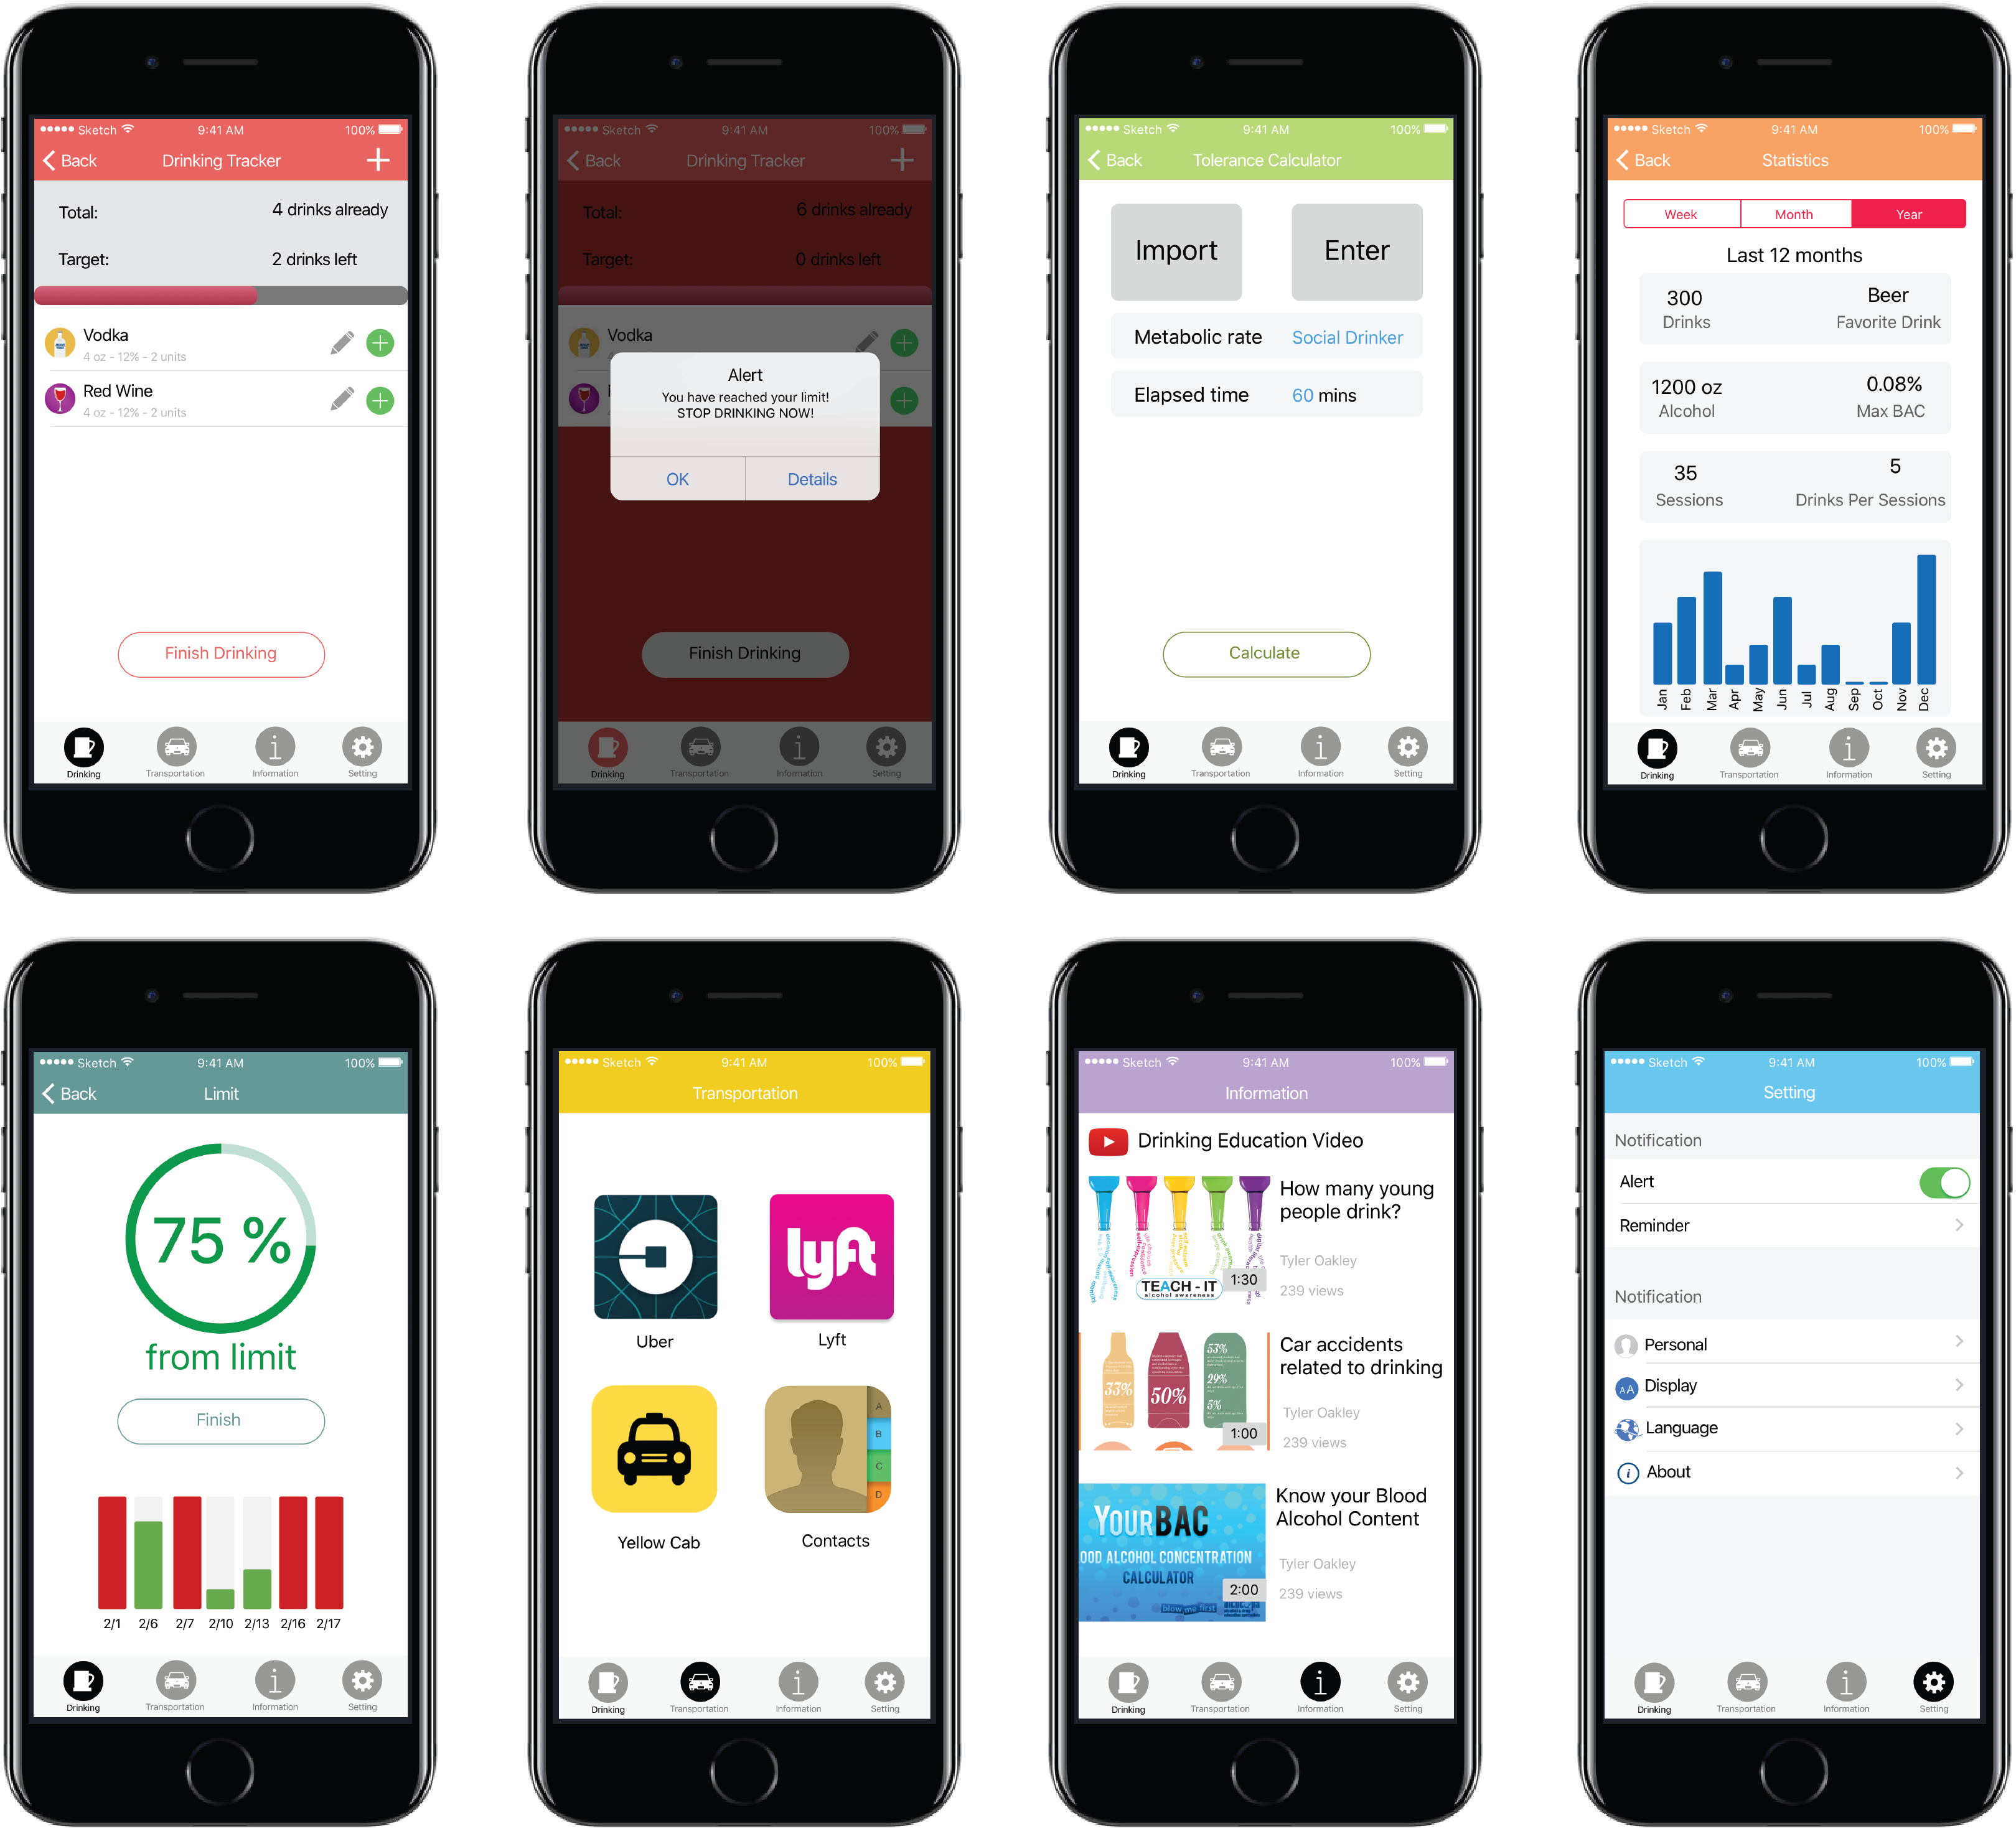 Sketch 9:41 AM 100%
Back Drinking Tracker
Total: 4 drinks already
Target: 2 drinks left
Vodka
4 oz - 12% - 2 units
Red Wine
4 oz - 12% - 2 units
Finish Drinking
Drinking Transportation Information Setting
Sketch 9:41 AM 100%
Back Drinking Tracker
Total: 6 drinks already
Target: 0 drinks left
Vodka
Alert
You have reached your limit!
STOP DRINKING NOW!
OK Details
Finish Drinking
Drinking Transportation Information Setting
Sketch 9:41 AM 100%
Back Tolerance Calculator
Import Enter
Metabolic rate Social Drinker
Elapsed time 60 mins
Calculate
Drinking Transportation Information Setting
Sketch 9:41 AM 100%
Back Statistics
Week Month Year
Last 12 months
300 Beer
Drinks Favorite Drink
1200 oz 0.08%
Alcohol Max BAC
35 5
Sessions Drinks Per Sessions
Jan Feb Mar Apr May Jun Jul Aug Sep Oct Nov Dec
Drinking Transportation Information Setting
Sketch 9:41 AM 100%
Back Limit
75 %
from limit
Finish
2/1 2/6 2/7 2/10 2/13 2/16 2/17
Drinking Transportation Information Setting
Sketch 9:41 AM 100%
Transportation
Uber Lyft
lyft
A
B
C
D
Yellow Cab Contacts
Drinking Transportation Information Setting
Sketch 9:41 AM 100%
Information
Drinking Education Video
How many young
people drink?
Tyler Oakley
239 views
TEACH - IT
alcohol awareness
1:30
Car accidents
related to drinking
Tyler Oakley
239 views
33% 50% 53%
29%
5%
1:00
Know your Blood
Alcohol Content
Tyler Oakley
239 views
YOURBAC
OOD ALCOHOL CONCENTRATION
CALCULATOR
2:00
blow me first
Drinking Transportation Information Setting
Sketch 9:41 AM 100%
Setting
Notification
Alert
Reminder
Notification
Personal
AA Display
Language
i About
Drinking Transportation Information Setting